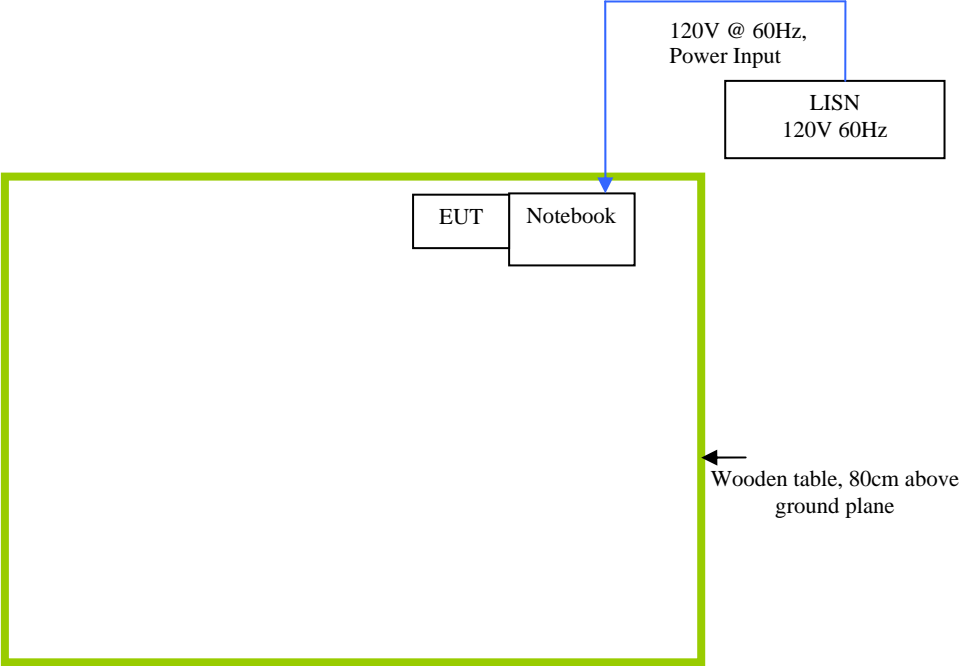 120V @ 60Hz,
Power Input
LISN
120V 60Hz
EUT
Notebook
Wooden table, 80cm above
ground plane